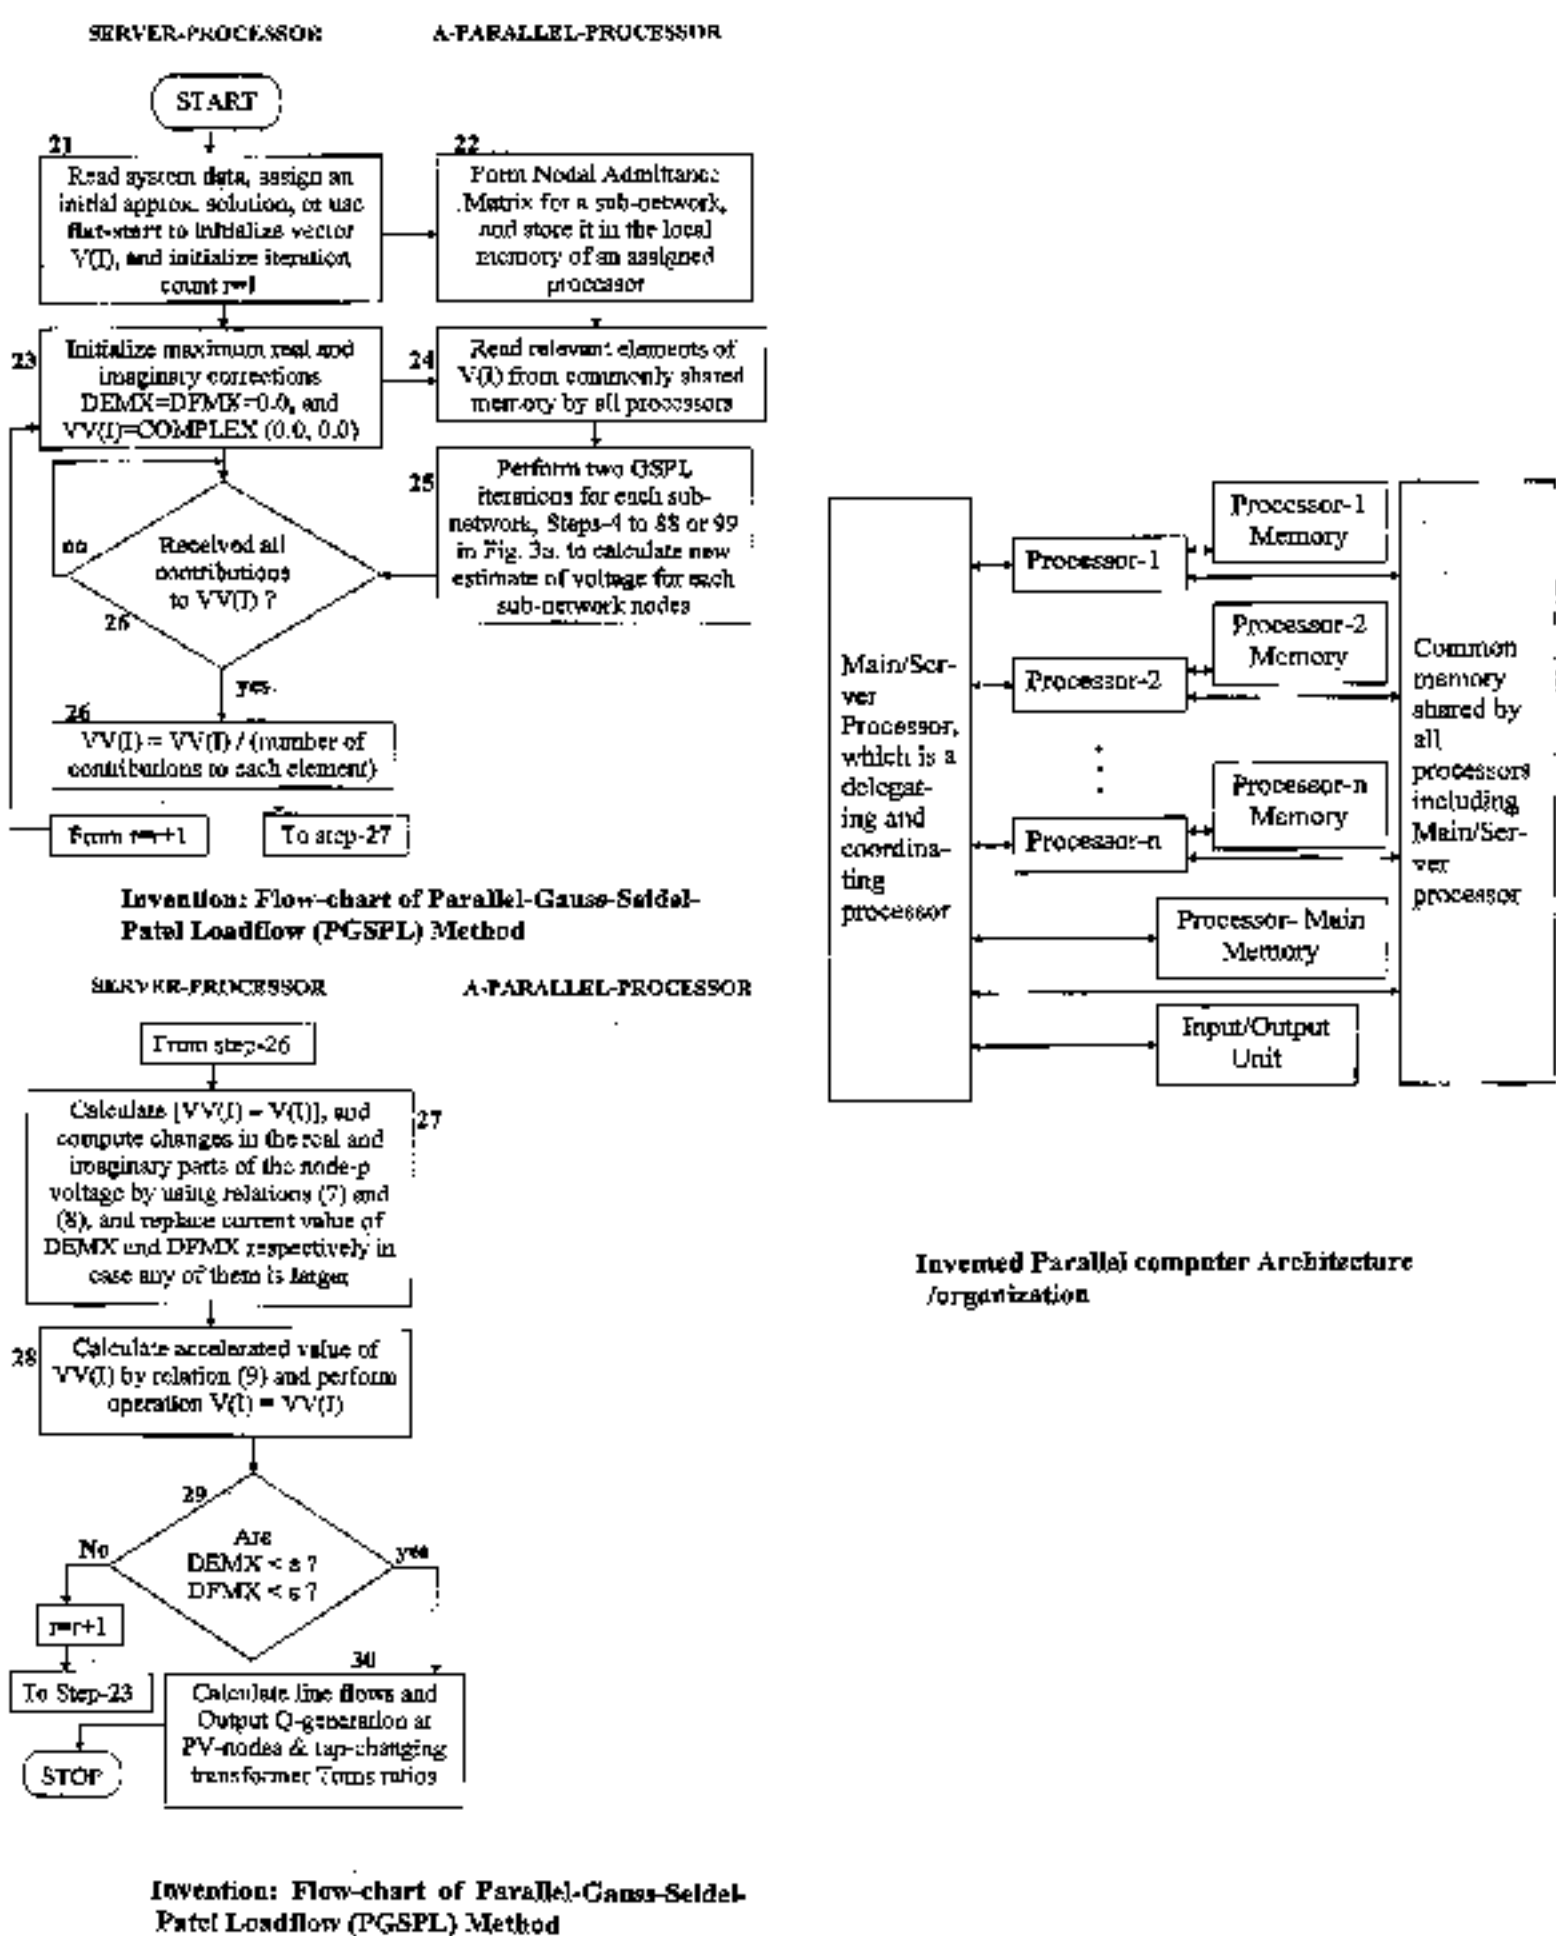 SERVER-PROCESSOR
A-PARALLEL-PROCESSOR
START
21
Read system data, assign an
initial approx. solution, or use
flat-start to initialize vector
V(I), and initialize iteration
count r=1
22
Form Nodal Admittance
Matrix for a sub-network,
and store it in the local
memory of an assigned
processor
23
Initialize maximum real and
imaginary corrections
DEMX=DFMX=0.0, and
VV(I)=COMPLEX (0.0, 0.0)
24
Read relevant elements of
V(I) from commonly shared
memory by all processors
25
Perform two GSPL
iterations for each sub-
network, Steps-4 to 88 or 99
in Fig. 3a. to calculate new
estimate of voltage for each
sub-network nodes
no
Received all
contributions
to VV(I) ?
26
yes.
26
VV(I) = VV(I) / (number of
contributions to each element)
From r=r+1
To step-27
Invention: Flow-chart of Parallel-Gauss-Seidel-
Patel Loadflow (PGSPL) Method
SERVER-PROCESSOR
A-PARALLEL-PROCESSOR
From step-26
27
Calculate [VV(I) – V(I)], and
compute changes in the real and
imaginary parts of the node-p
voltage by using relations (7) and
(8), and replace current value of
DEMX and DFMX respectively in
case any of them is larger
28
Calculate accelerated value of
VV(I) by relation (9) and perform
operation V(I) = VV(I)
29
Are
DEMX < ε ?
DFMX < ε ?
No
yes
r=r+1
To Step-23
30
Calculate line flows and
Output Q-generation at
PV-nodes & tap-changing
transformer Turns ratios
STOP
Invention: Flow-chart of Parallel-Gauss-Seidel-
Patel Loadflow (PGSPL) Method
Main/Ser-
ver
Processor,
which is a
delegat-
ing and
coordina-
ting
processor
Processor-1
Processor-1
Memory
Processor-2
Processor-2
Memory
Processor-n
Processor-n
Memory
Processor- Main
Memory
Input/Output
Unit
Common
memory
shared by
all
processors
including
Main/Ser-
ver
processor
Invented Parallel computer Architecture
/organization